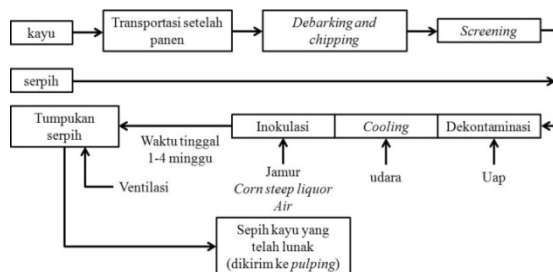 kayu
Transportasi setelah
panen
Debarking and
chipping
Screening
serpih
Tumpukan
serpih
Waktu tinggal
1-4 minggu
Inokulasi
Cooling
Dekontaminasi
Ventilasi
Jamur
Corn steep liquor
Air
udara
Uap
Sepih kayu yang
telah lunak
(dikirim ke pulping)